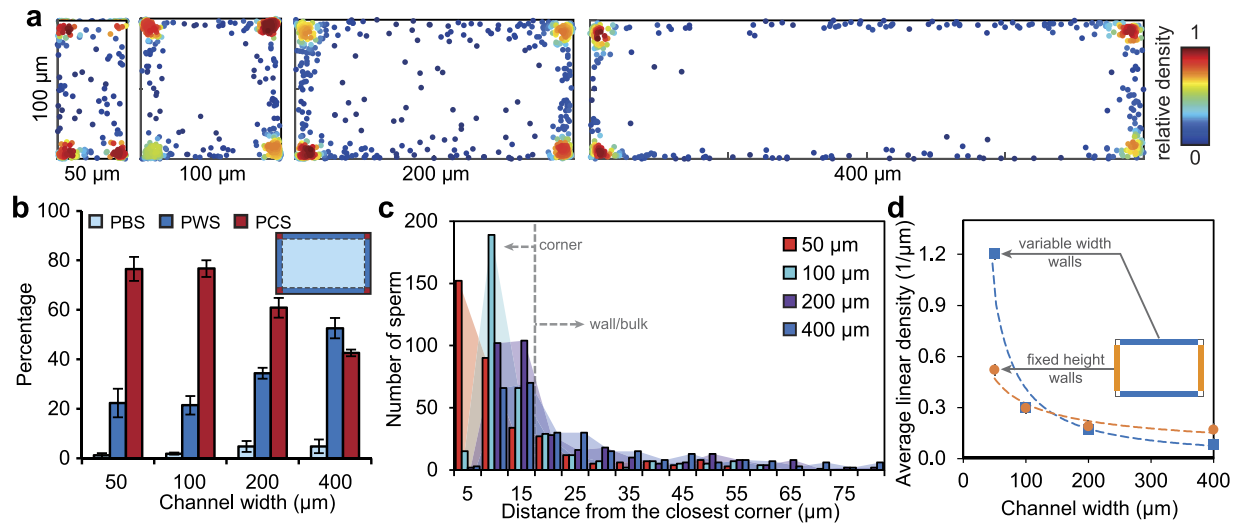 a
100 µm
50 µm
100 µm
200 µm
400 µm
1
0
relative density
b
100
80
60
40
20
0
Percentage
PBS PWS PCS
50 100 200 400
Channel width (µm)
c
200
150
100
50
0
Number of sperm
corner
wall/bulk
50 µm
100 µm
200 µm
400 µm
5 15 25 35 45 55 65 75
Distance from the closest corner (µm)
d
1.2
0.9
0.6
0.3
0.0
Average linear density (1/µm)
variable width
walls
fixed height
walls
0 100 200 300 400
Channel width (µm)